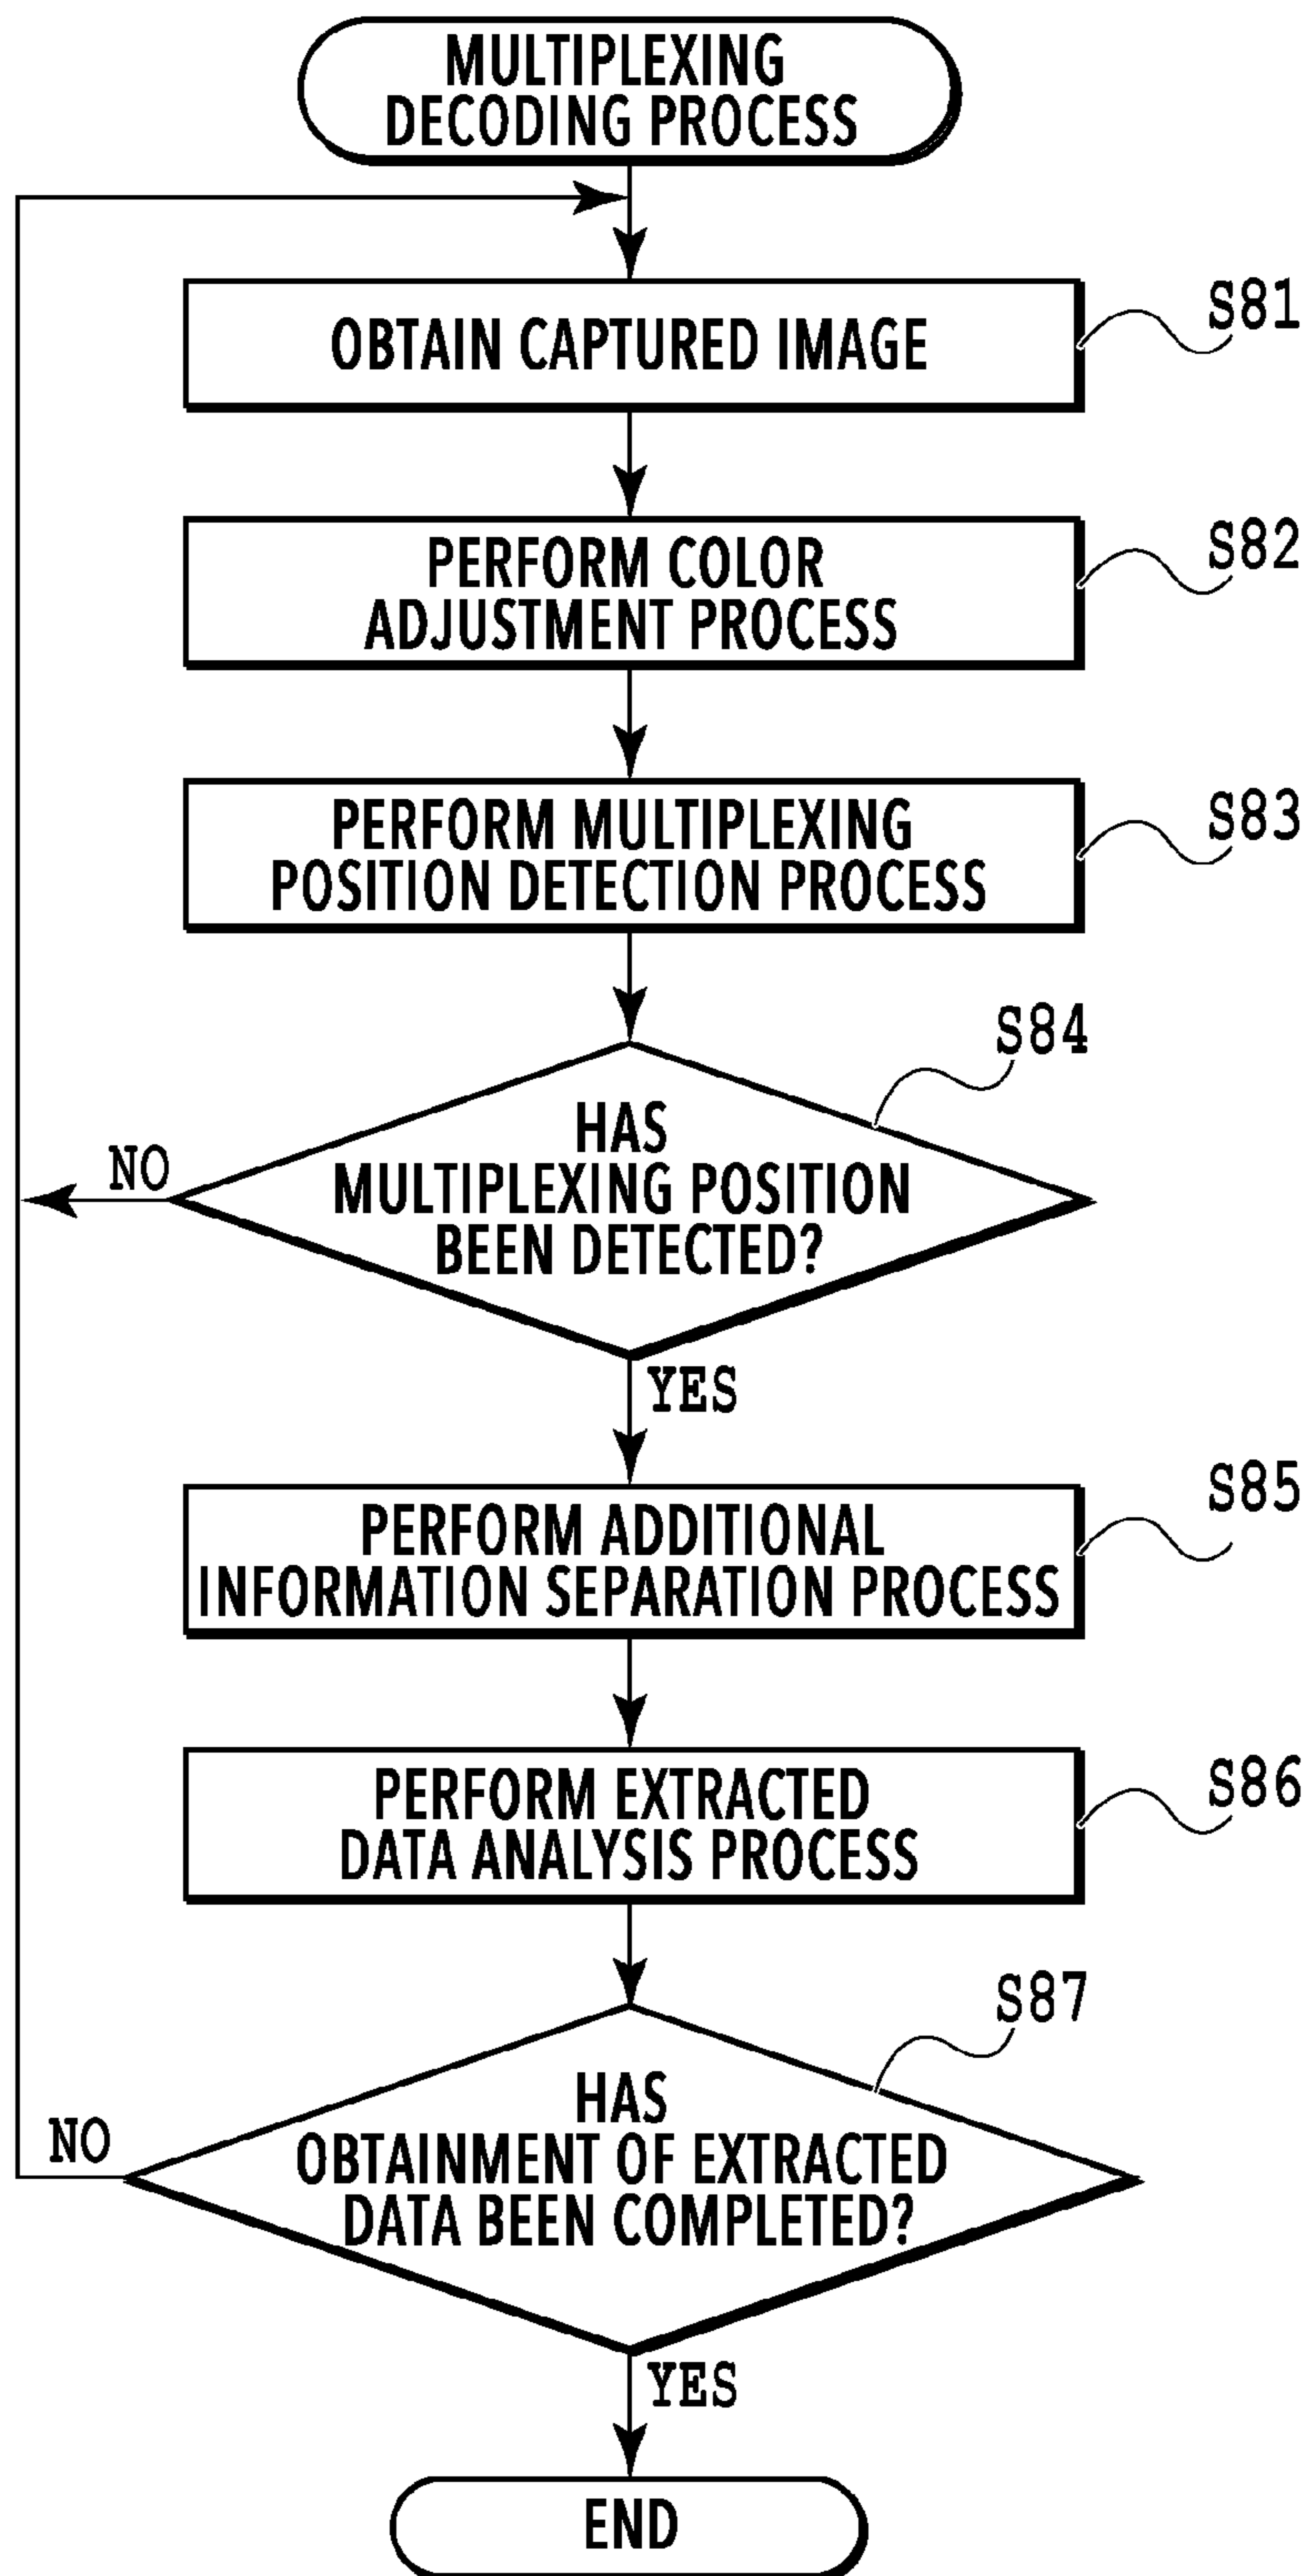 MULTIPLEXING
DECODING PROCESS
OBTAIN CAPTURED IMAGE
S81
PERFORM COLOR
ADJUSTMENT PROCESS
S82
PERFORM MULTIPLEXING
POSITION DETECTION PROCESS
S83
S84
HAS
MULTIPLEXING POSITION
BEEN DETECTED?
NO
YES
PERFORM ADDITIONAL
INFORMATION SEPARATION PROCESS
S85
PERFORM EXTRACTED
DATA ANALYSIS PROCESS
S86
S87
HAS
OBTAINMENT OF EXTRACTED
DATA BEEN COMPLETED?
NO
YES
END